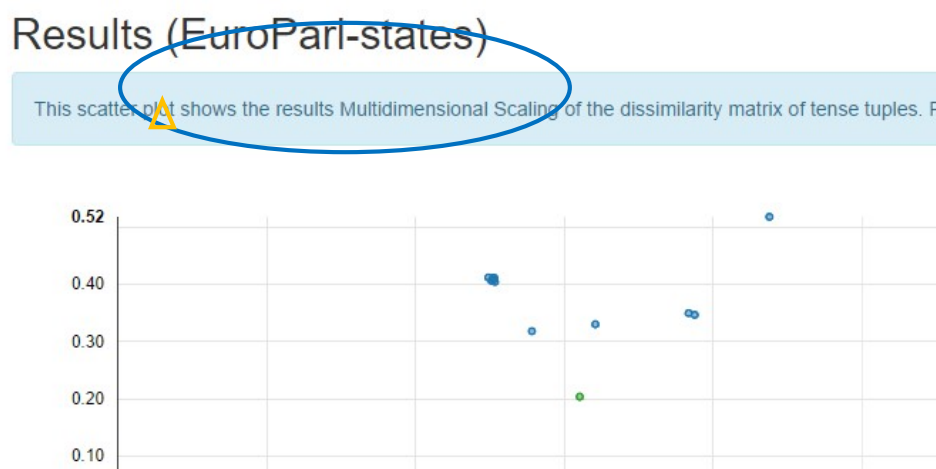 Results (EuroParl-states)
This scatter plot shows the results Multidimensional Scaling of the dissimilarity matrix of tense tuples.
0.52
0.40
0.30
0.20
0.10